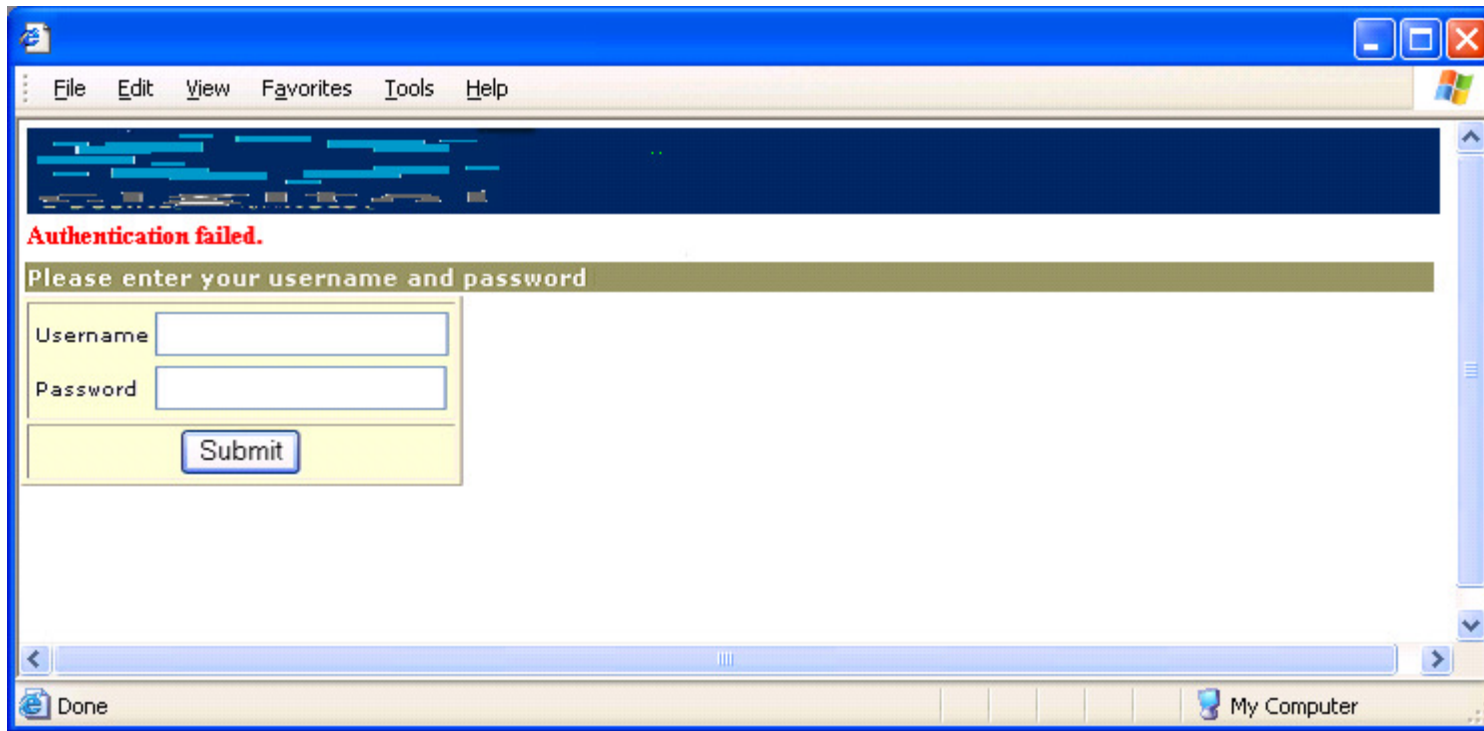 File Edit View Favorites Tools Help
Authentication failed.
Please enter your username and password
Username
Password
Submit
Done
My Computer